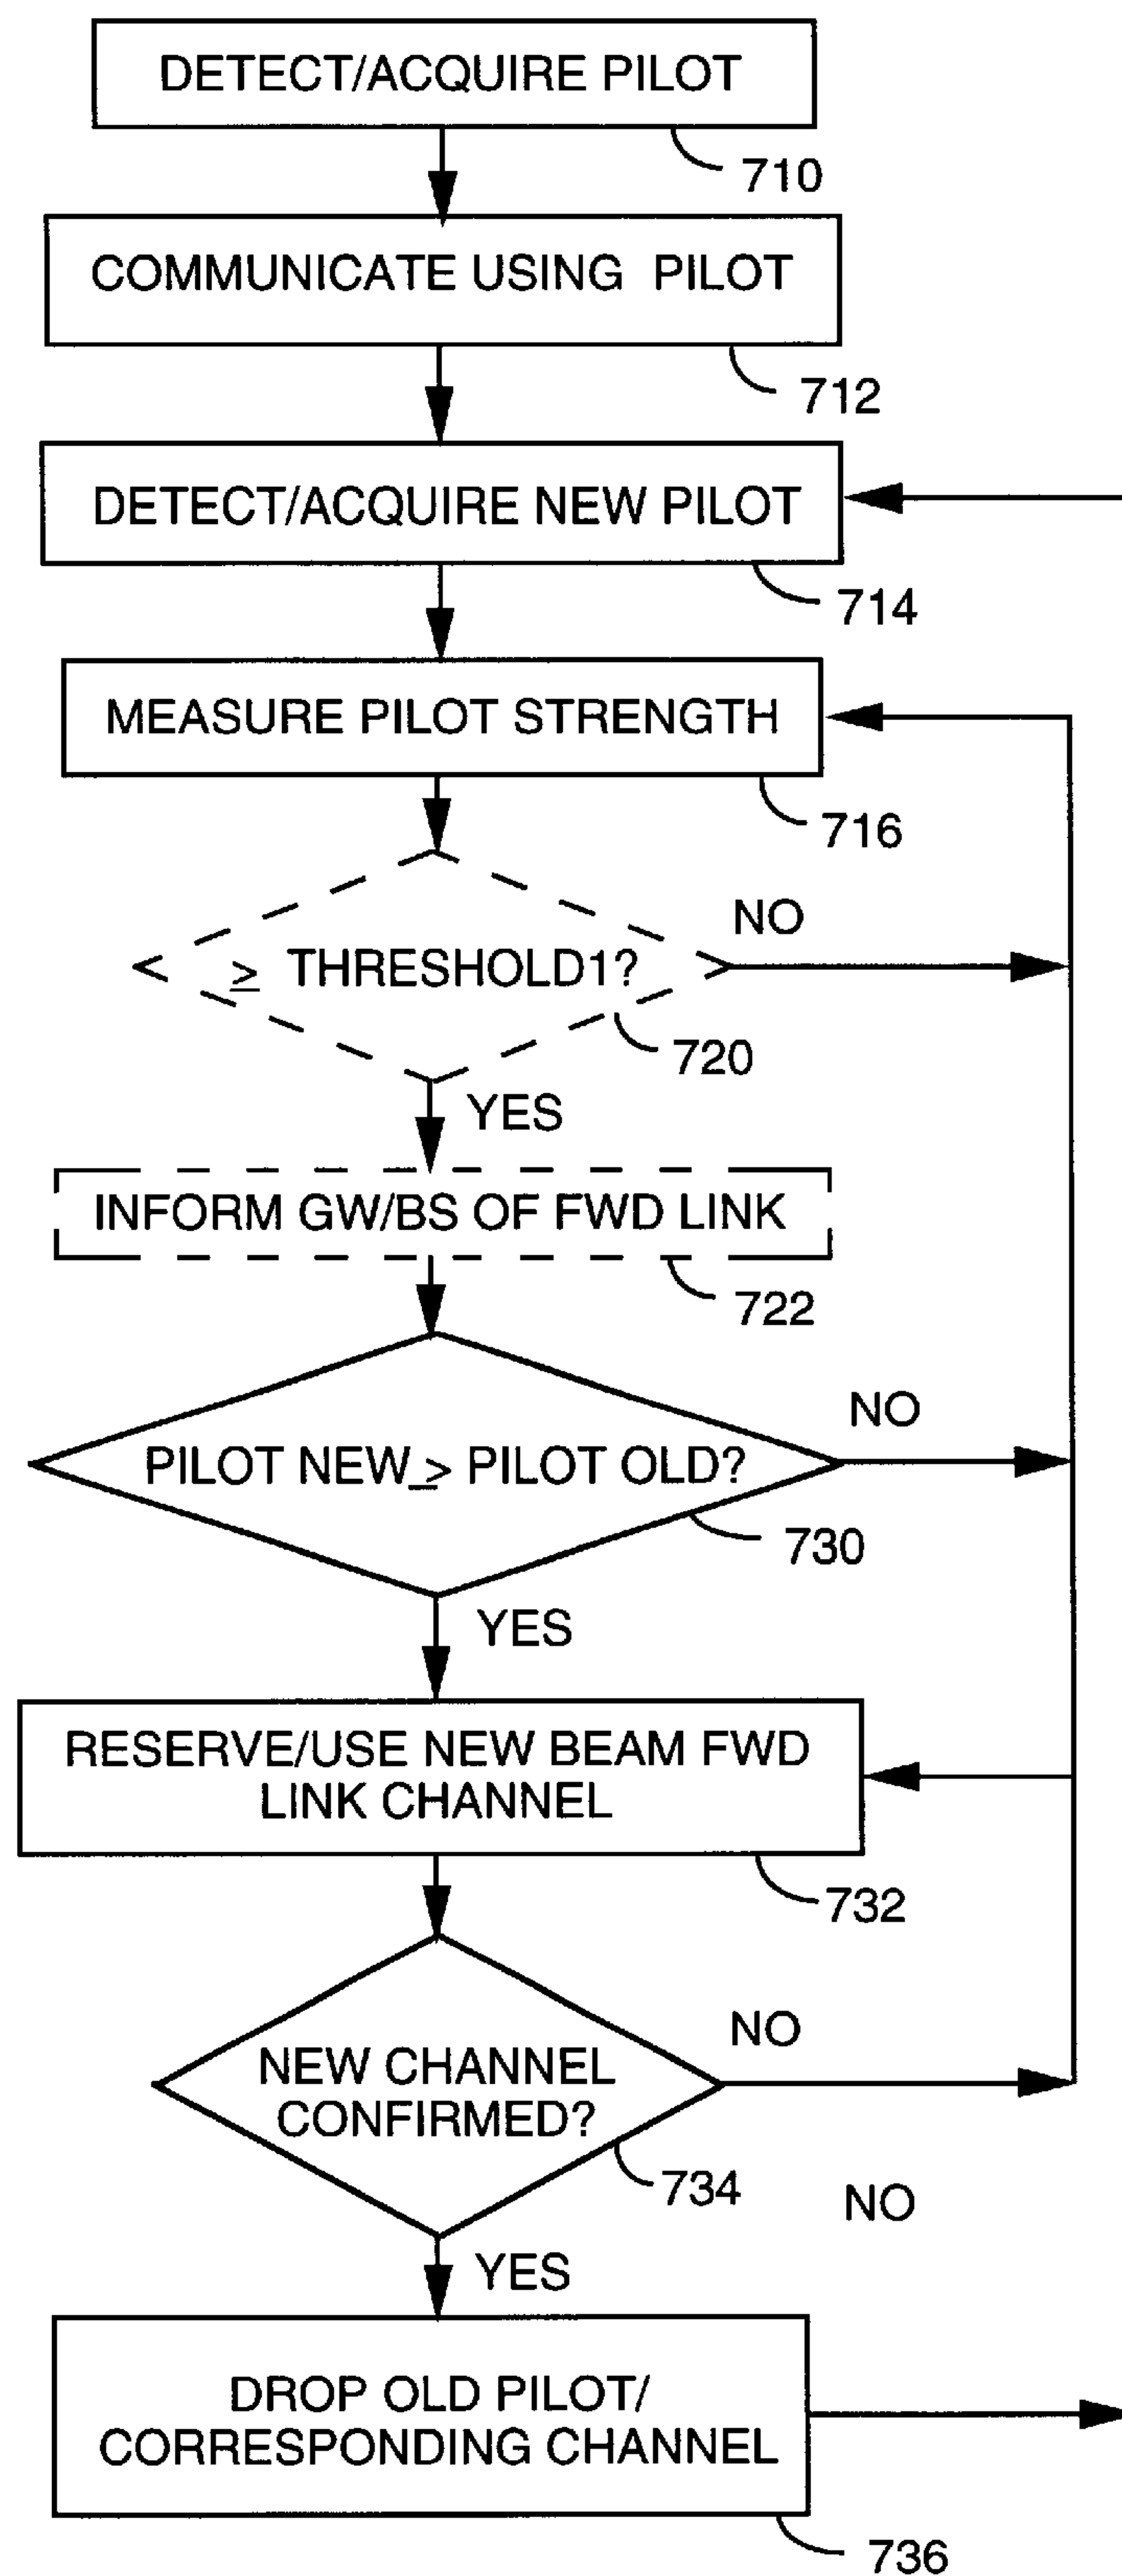 DETECT/ACQUIRE PILOT
710
COMMUNICATE USING PILOT
712
DETECT/ACQUIRE NEW PILOT
714
MEASURE PILOT STRENGTH
716
NO
≥ THRESHOLD1?
720
YES
INFORM GW/BS OF FWD LINK
722
NO
PILOT NEW ≥ PILOT OLD?
730
YES
RESERVE/USE NEW BEAM FWD
LINK CHANNEL
732
NO
NEW CHANNEL
CONFIRMED?
734
NO
YES
DROP OLD PILOT/
CORRESPONDING CHANNEL
736